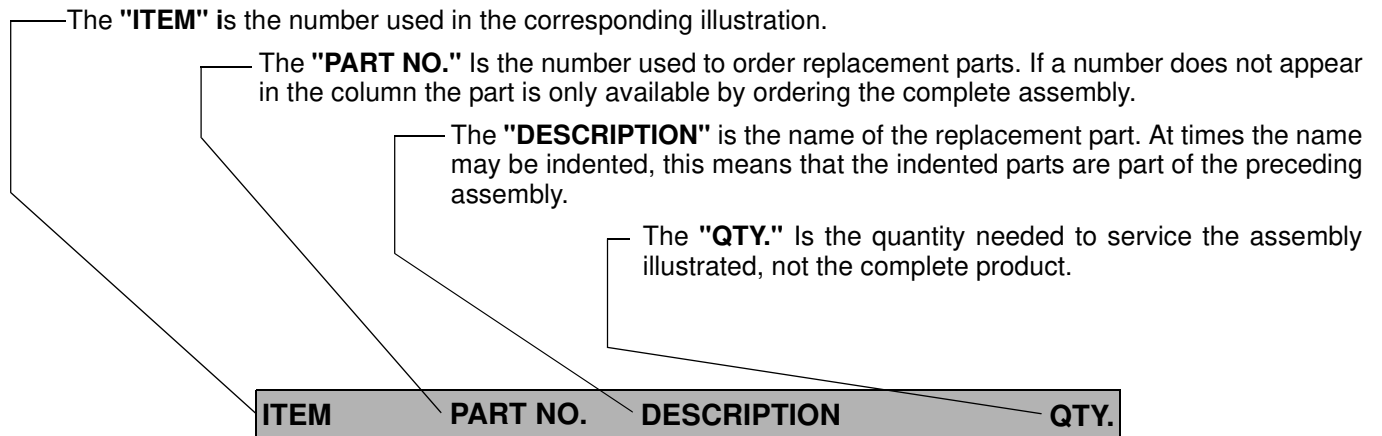 The "ITEM" is the number used in the corresponding illustration.
The "PART NO." Is the number used to order replacement parts. If a number does not appear
in the column the part is only available by ordering the complete assembly.
The "DESCRIPTION" is the name of the replacement part. At times the name
may be indented, this means that the indented parts are part of the preceding
assembly.
The "QTY." Is the quantity needed to service the assembly
illustrated, not the complete product.
ITEM PART NO. DESCRIPTION QTY.